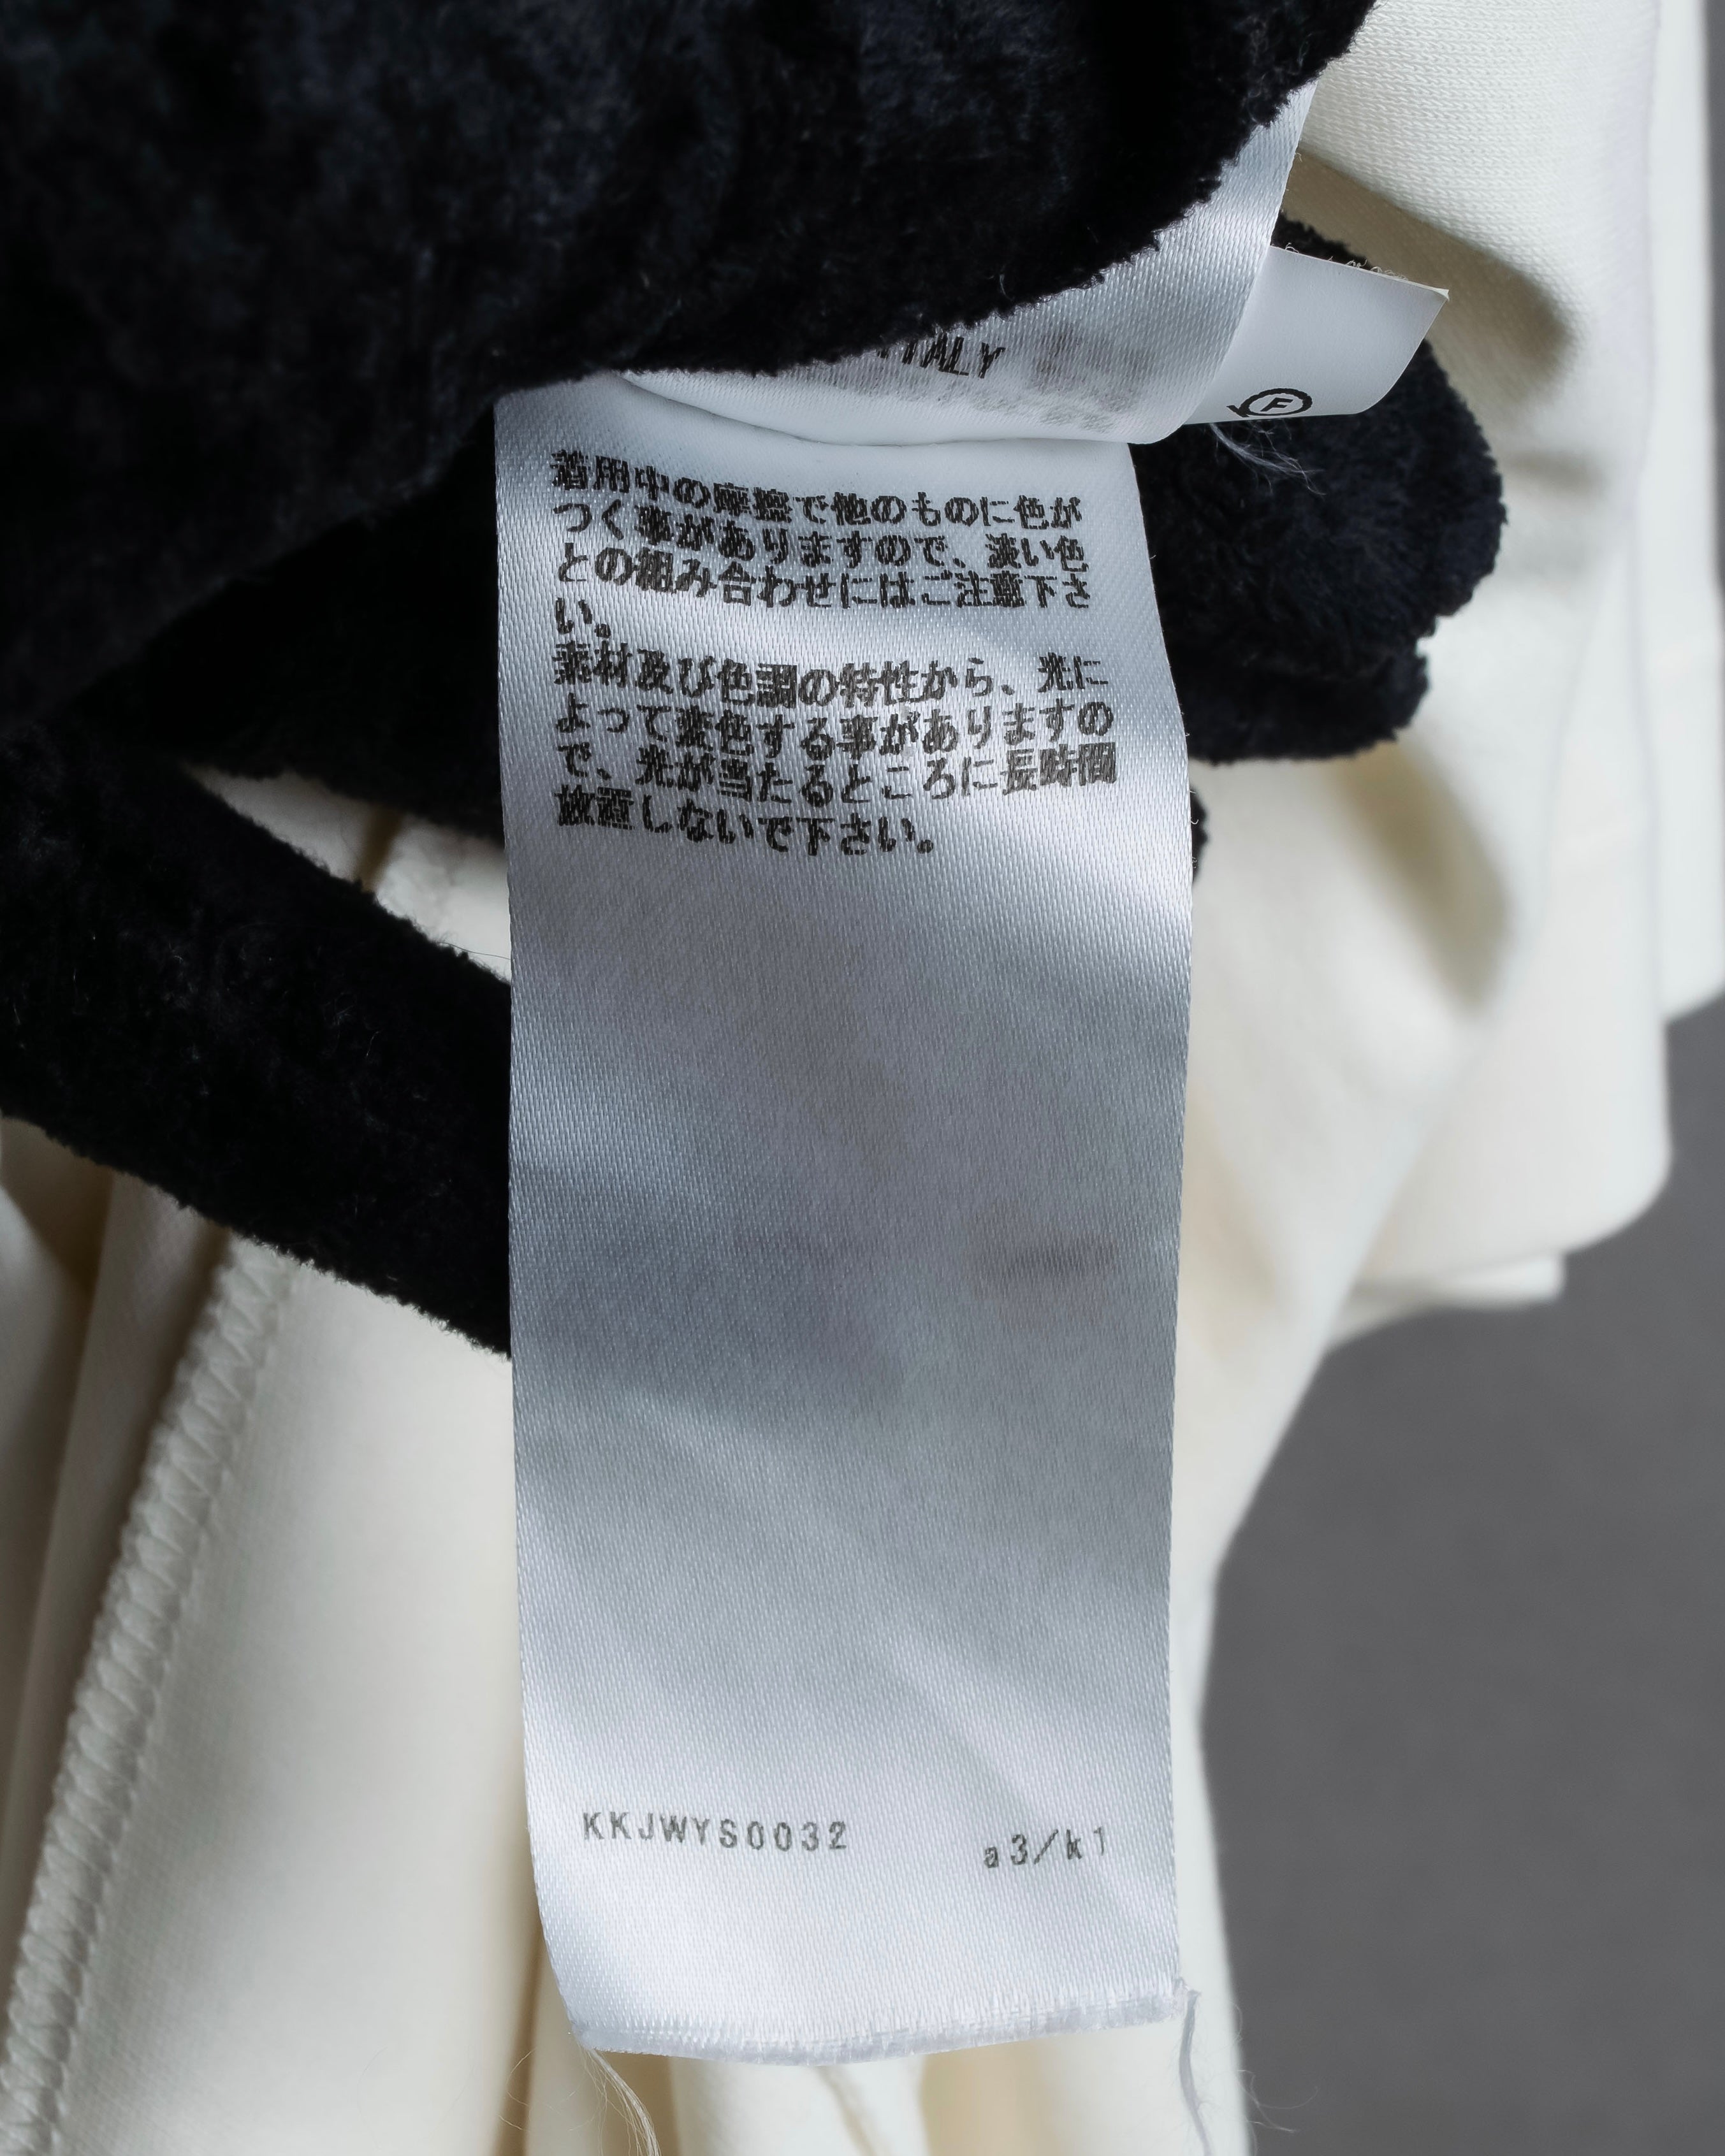 ITALY
F
着用中の摩擦で他のものに色が
つく事がありますので、淡い色
との組み合わせにはご注意下さ
い。
素材及び色調の特性から、光に
よって変色する事がありますの
で、光が当たるところに長時間
放置しないで下さい。
KKJWYS0032 a3/k1